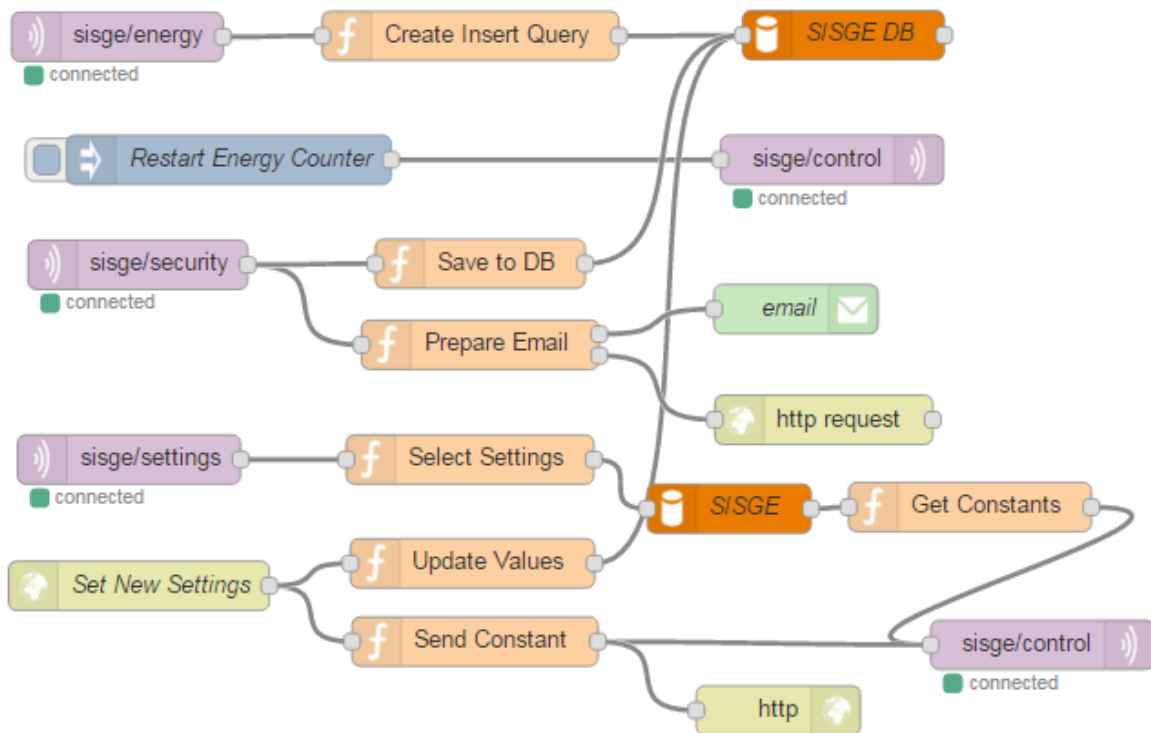 sisge/energy
Create Insert Query
SISGE DB
connected
Restart Energy Counter
sisge/control
connected
sisge/security
Save to DB
connected
email
Prepare Email
http request
sisge/settings
Select Settings
connected
SISGE
Get Constants
Update Values
Set New Settings
Send Constant
sisge/control
connected
http